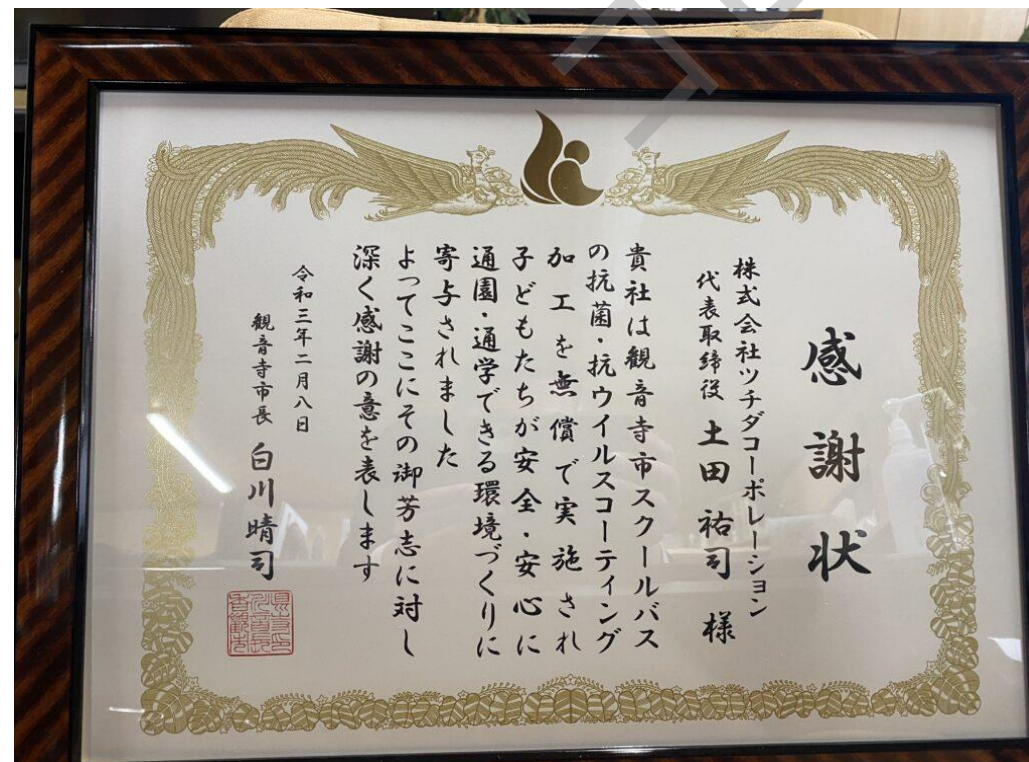 感謝状
株式会社ツチダコーポレーション
代表取締役 土田祐司 様
貴社は観音寺市スクールバス
の抗菌・抗ウイルスコーティング
加工を無償で実施され
子どもたちが安全・安心に
通園・通学できる環境づくりに
寄与されました
よってここにその御芳志に対し
深く感謝の意を表します
令和三年二月八日
観音寺市長 白川晴司